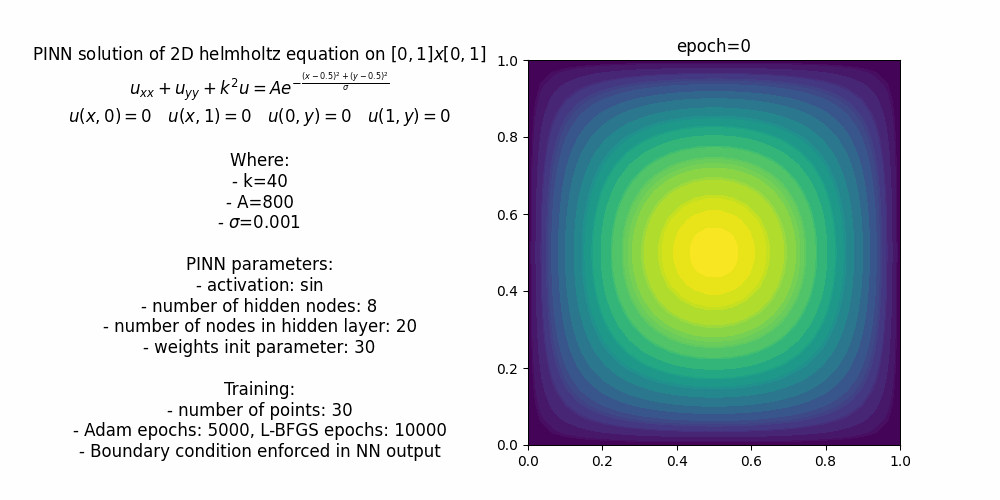 PINN solution of 2D helmholtz equation on [0, 1]x[0, 1]
u_{xx} + u_{yy} + k^2u = Ae^{-\frac{(x-0.5)^2+(y-0.5)^2}{σ}}
u(x, 0) = 0 u(x, 1) = 0 u(0, y) = 0 u(1, y) = 0
Where:
- k=40
- A=800
- σ=0.001
PINN parameters:
- activation: sin
- number of hidden nodes: 8
- number of nodes in hidden layer: 20
- weights init parameter: 30
Training:
- number of points: 30
- Adam epochs: 5000, L-BFGS epochs: 10000
- Boundary condition enforced in NN output
epoch=0
1.0
0.8
0.6
0.4
0.2
0.0
0.0 0.2 0.4 0.6 0.8 1.0